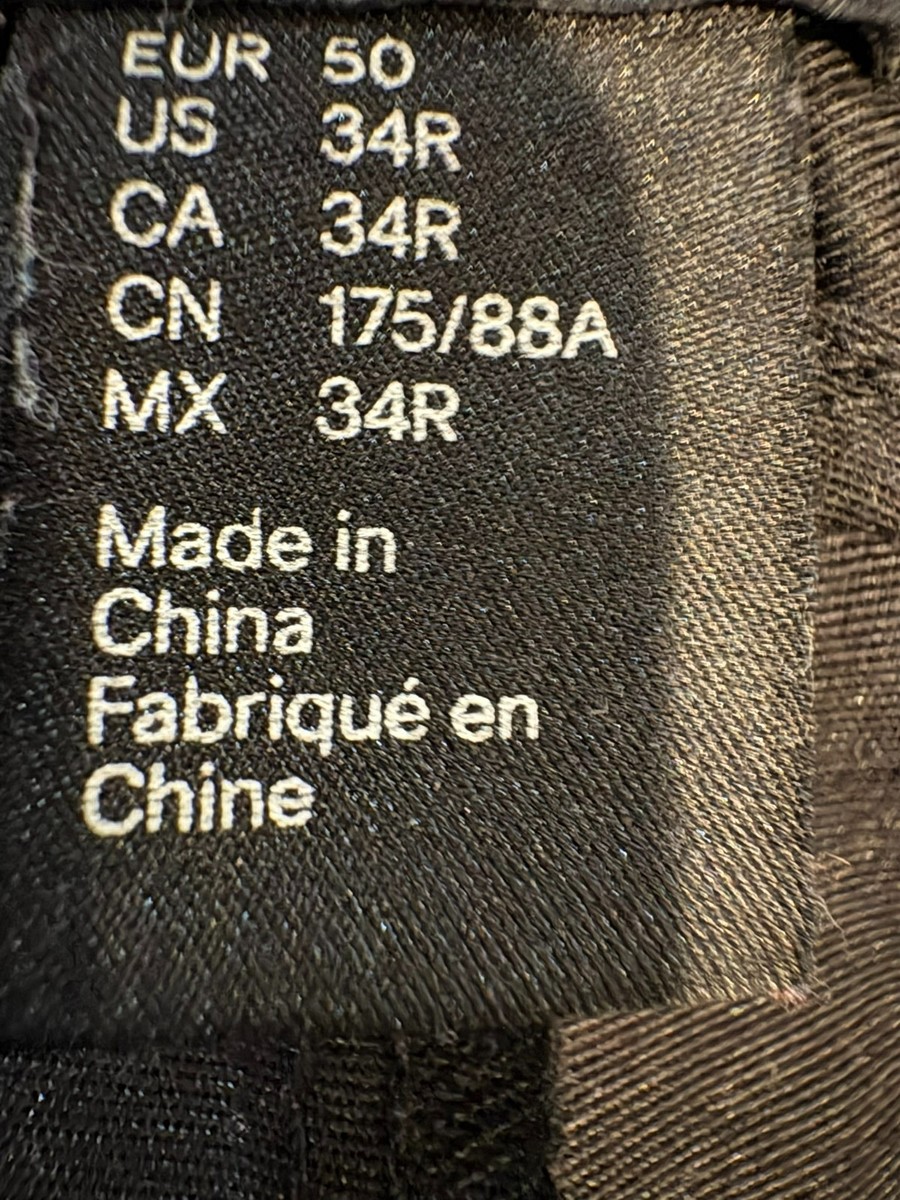 EUR 50
US 34R
CA 34R
CN 175/88A
MX 34R
Made in
China
Fabriqué en
Chine